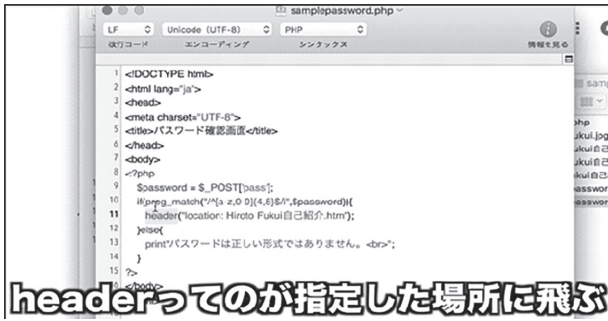 samplepassword.php
LF
Unicode (UTF-8)
PHP
改行コード
エンコーディング
シンタックス
情報を見る
1 <!DOCTYPE html>
2 <html lang="ja">
3 <head>
4 <meta charset="UTF-8">
5 <title>パスワード確認画面</title>
6 </head>
7 <body>
8 <?php
9 $password = $_POST['pass'];
10 if(preg_match("/^[a-z,0-9]{4,6}$/i",$password)){
11 header("location: Hiroto Fukui自己紹介.htm");
12 }else{
13 print"パスワードは正しい形式ではありません。<br>";
14 }
15 ?>
</body>
headerってのが指定した場所に飛ぶ